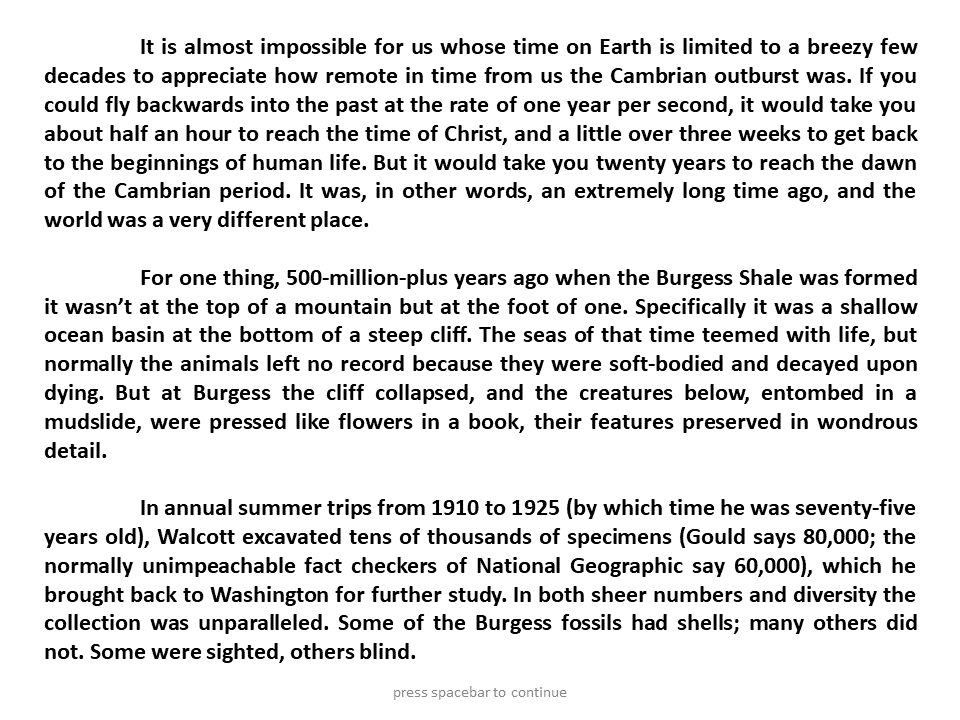 It is almost impossible for us whose time on Earth is limited to a breezy few
decades to appreciate how remote in time from us the Cambrian outburst was. If you
could fly backwards into the past at the rate of one year per second, it would take you
about half an hour to reach the time of Christ, and a little over three weeks to get back
to the beginnings of human life. But it would take you twenty years to reach the dawn
of the Cambrian period. It was, in other words, an extremely long time ago, and the
world was a very different place.
For one thing, 500-million-plus years ago when the Burgess Shale was formed
it wasn’t at the top of a mountain but at the foot of one. Specifically it was a shallow
ocean basin at the bottom of a steep cliff. The seas of that time teemed with life, but
normally the animals left no record because they were soft-bodied and decayed upon
dying. But at Burgess the cliff collapsed, and the creatures below, entombed in a
mudslide, were pressed like flowers in a book, their features preserved in wondrous
detail.
In annual summer trips from 1910 to 1925 (by which time he was seventy-five
years old), Walcott excavated tens of thousands of specimens (Gould says 80,000; the
normally unimpeachable fact checkers of National Geographic say 60,000), which he
brought back to Washington for further study. In both sheer numbers and diversity the
collection was unparalleled. Some of the Burgess fossils had shells; many others did
not. Some were sighted, others blind.
press spacebar to continue